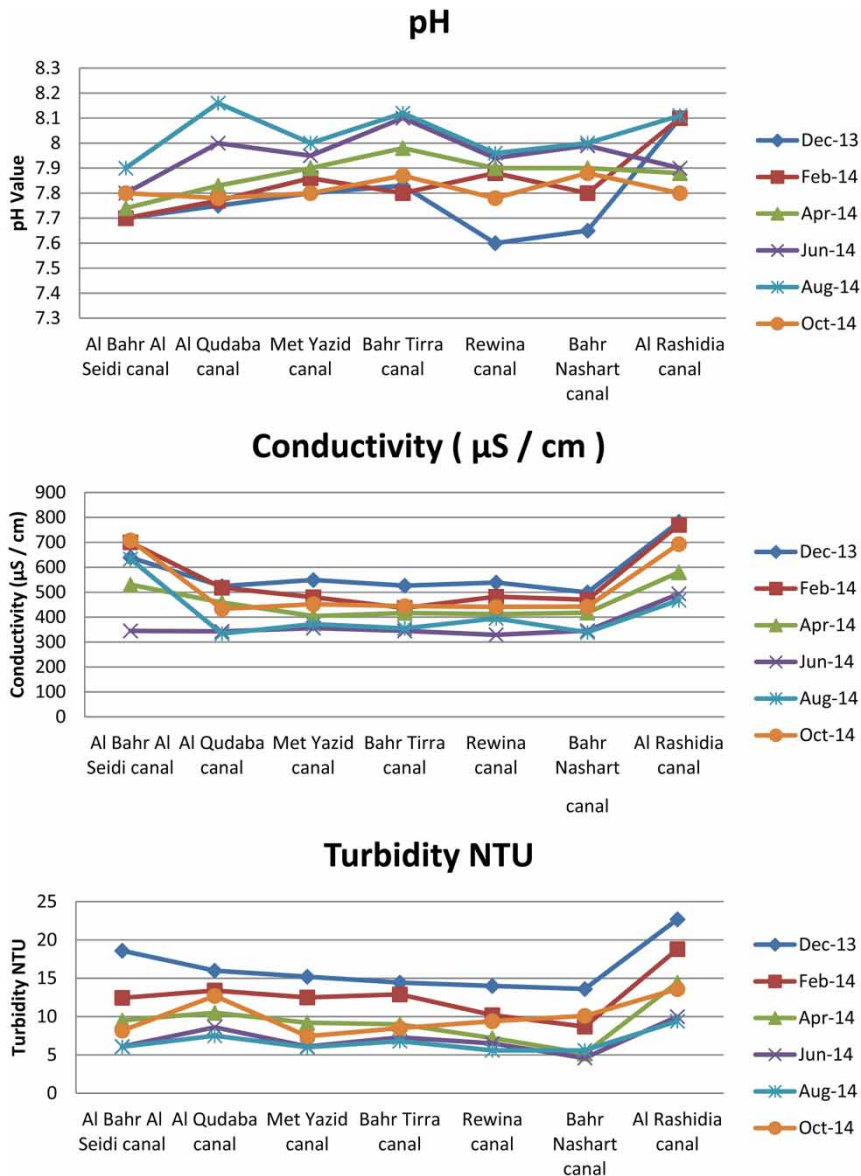 pH
8.3
8.2
8.1
8
7.9
7.8
7.7
7.6
7.5
7.4
7.3
pH Value
Al Bahr Al Seidi canal
Al Qudaba canal
Met Yazid canal
Bahr Tirra canal
Rewina canal
Bahr Nashart canal
Al Rashidia canal
Dec-13
Feb-14
Apr-14
Jun-14
Aug-14
Oct-14
Conductivity ( µS / cm )
900
800
700
600
500
400
300
200
100
0
Conductivity (µS / cm)
Al Bahr Al Seidi canal
Al Qudaba canal
Met Yazid canal
Bahr Tirra canal
Rewina canal
Bahr Nashart canal
Al Rashidia canal
Dec-13
Feb-14
Apr-14
Jun-14
Aug-14
Oct-14
Turbidity NTU
25
20
15
10
5
0
Turbidity NTU
Al Bahr Al Seidi canal
Al Qudaba canal
Met Yazid canal
Bahr Tirra canal
Rewina canal
Bahr Nashart canal
Al Rashidia canal
Dec-13
Feb-14
Apr-14
Jun-14
Aug-14
Oct-14